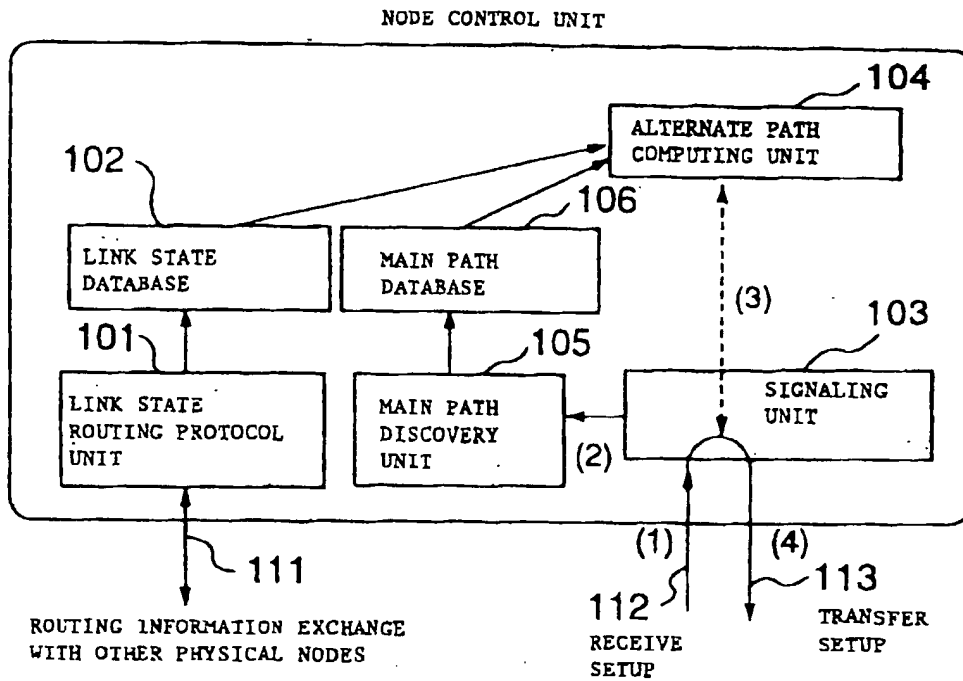 NODE CONTROL UNIT
104
ALTERNATE PATH
COMPUTING UNIT
102
106
LINK STATE
DATABASE
MAIN PATH
DATABASE
(3)
101
105
103
LINK STATE
ROUTING PROTOCOL
UNIT
MAIN PATH
DISCOVERY
UNIT
(2)
SIGNALING
UNIT
(1)
(4)
111
112
113
ROUTING INFORMATION EXCHANGE
WITH OTHER PHYSICAL NODES
RECEIVE
SETUP
TRANSFER
SETUP